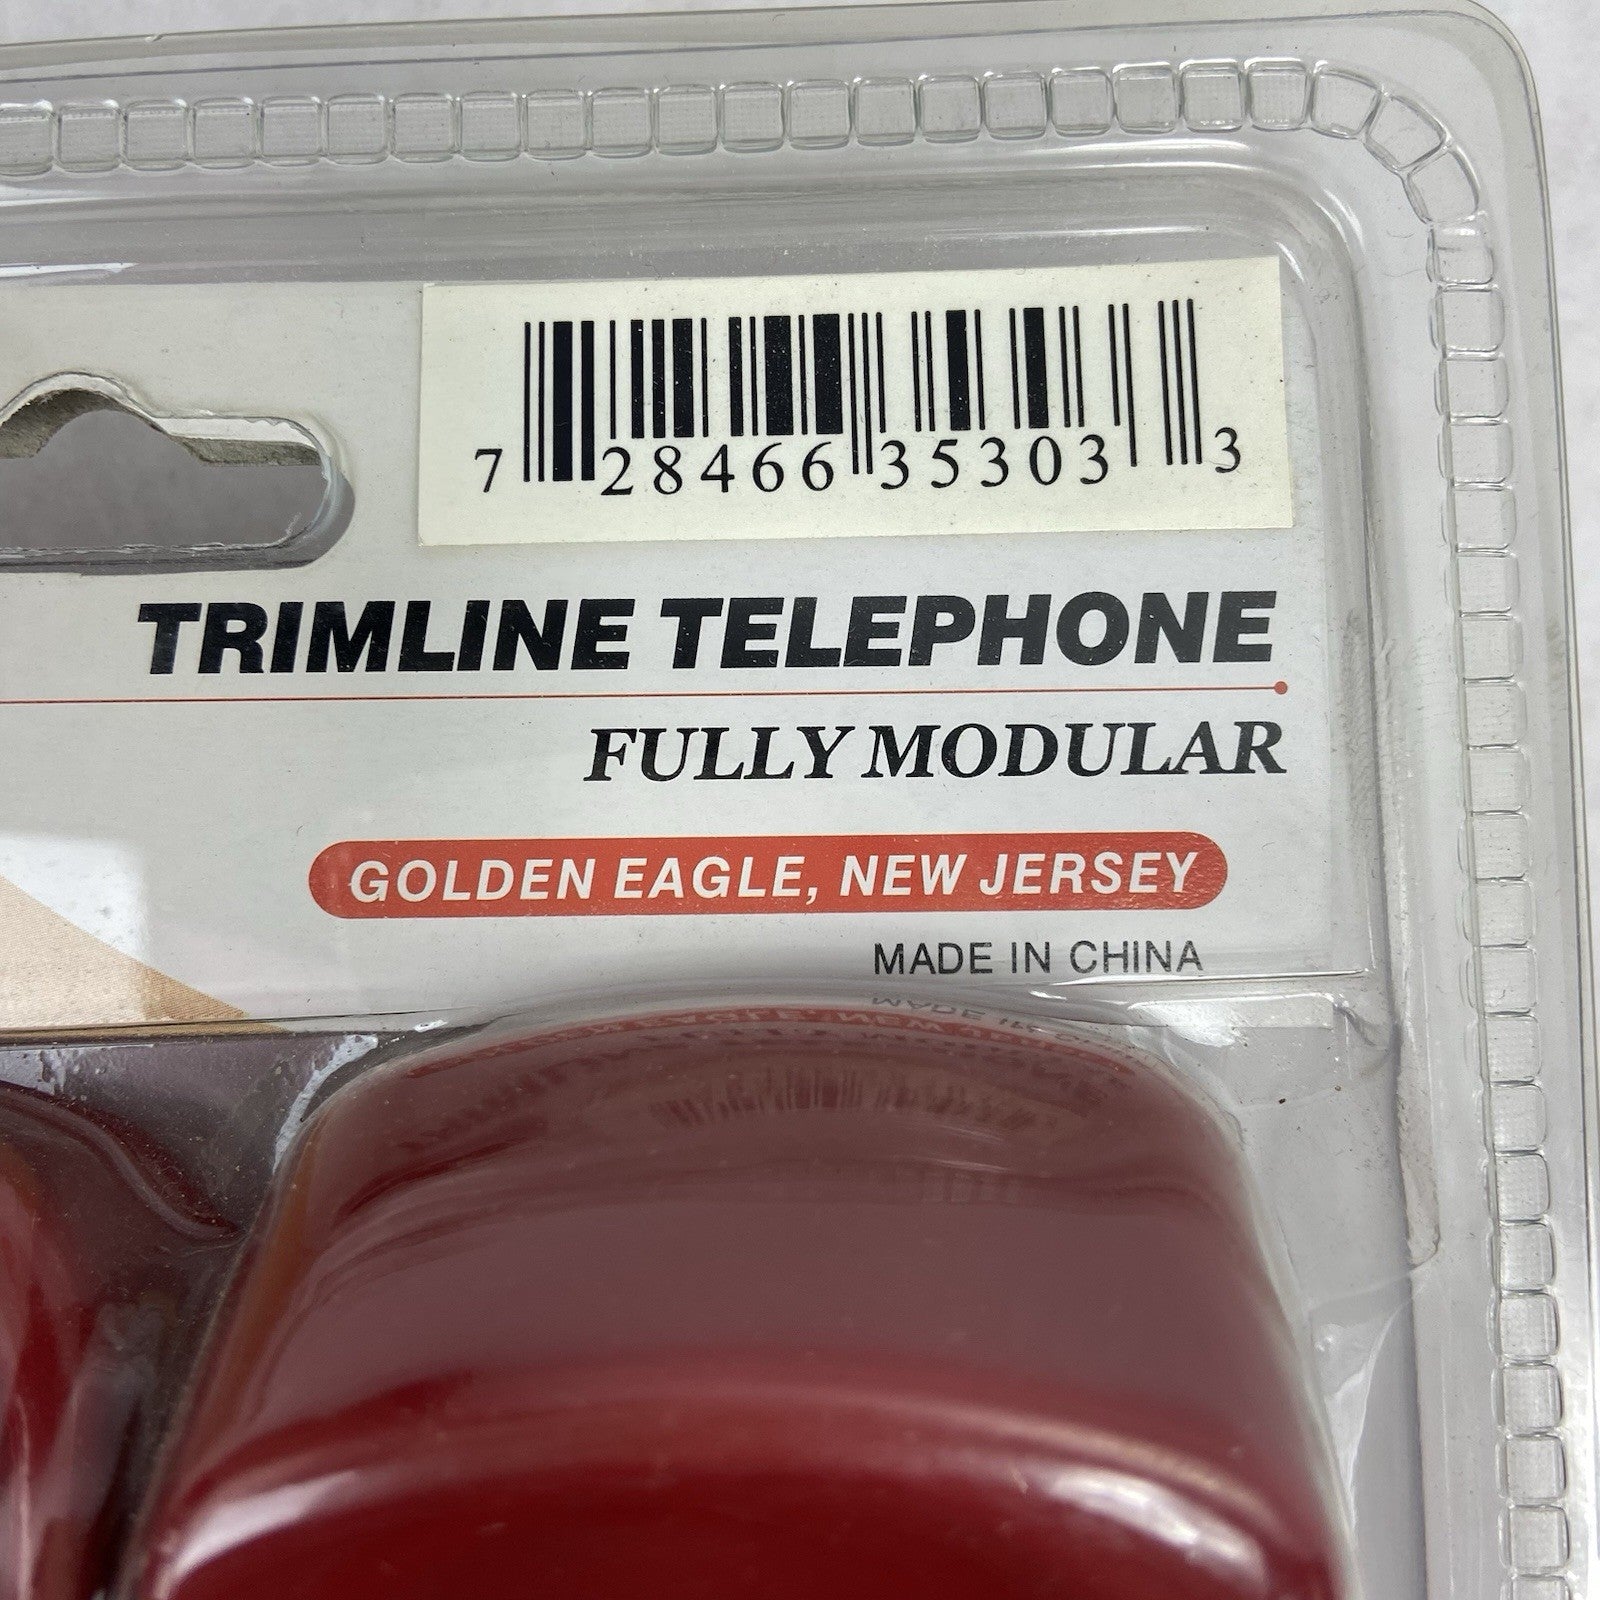 7 28466 35303 3
TRIMLINE TELEPHONE
FULLY MODULAR
GOLDEN EAGLE, NEW JERSEY
MADE IN CHINA